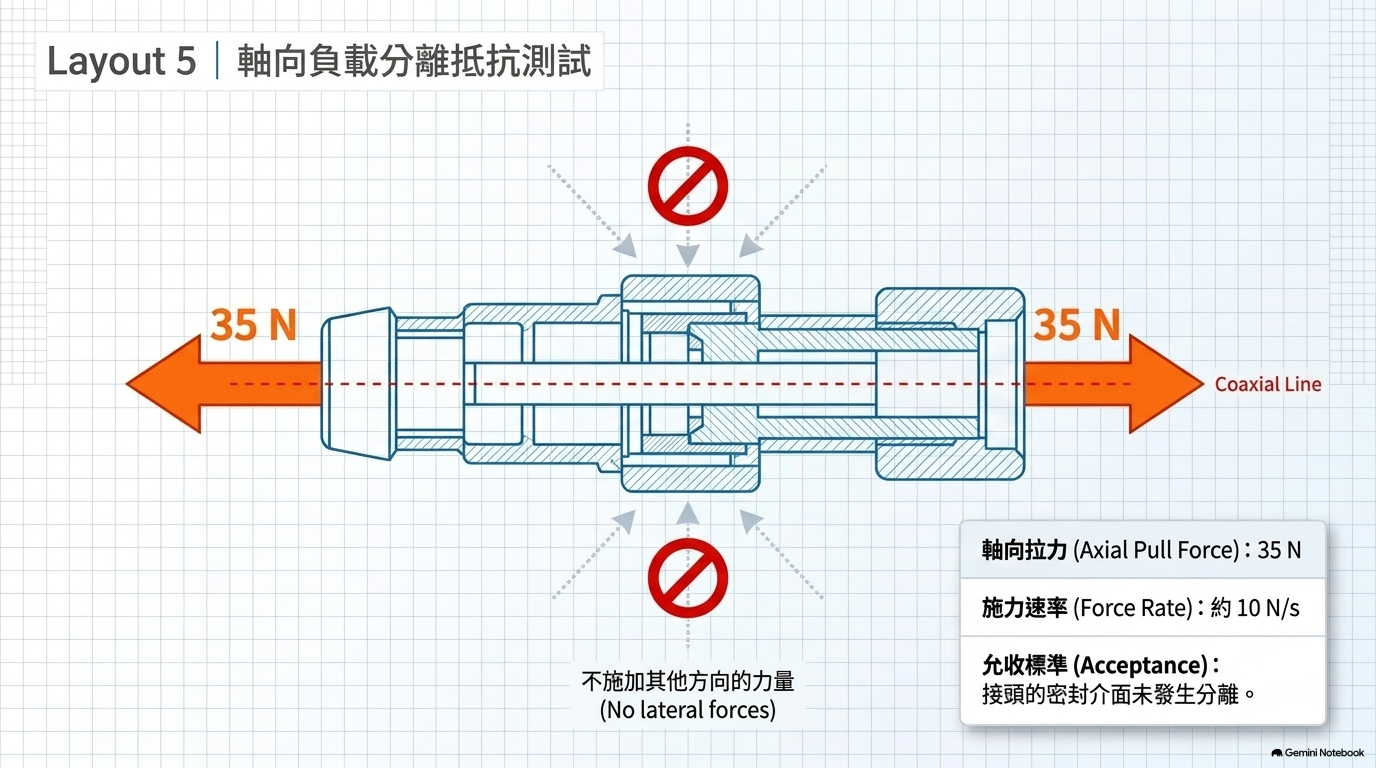 Layout 5｜軸向負載分離抵抗測試
35 N
35 N
Coaxial Line
軸向拉力 (Axial Pull Force)：35 N
施力速率 (Force Rate)：約 10 N/s
允收標準 (Acceptance)：
接頭的密封介面未發生分離。
不施加其他方向的力量
(No lateral forces)
Gemini Notebook